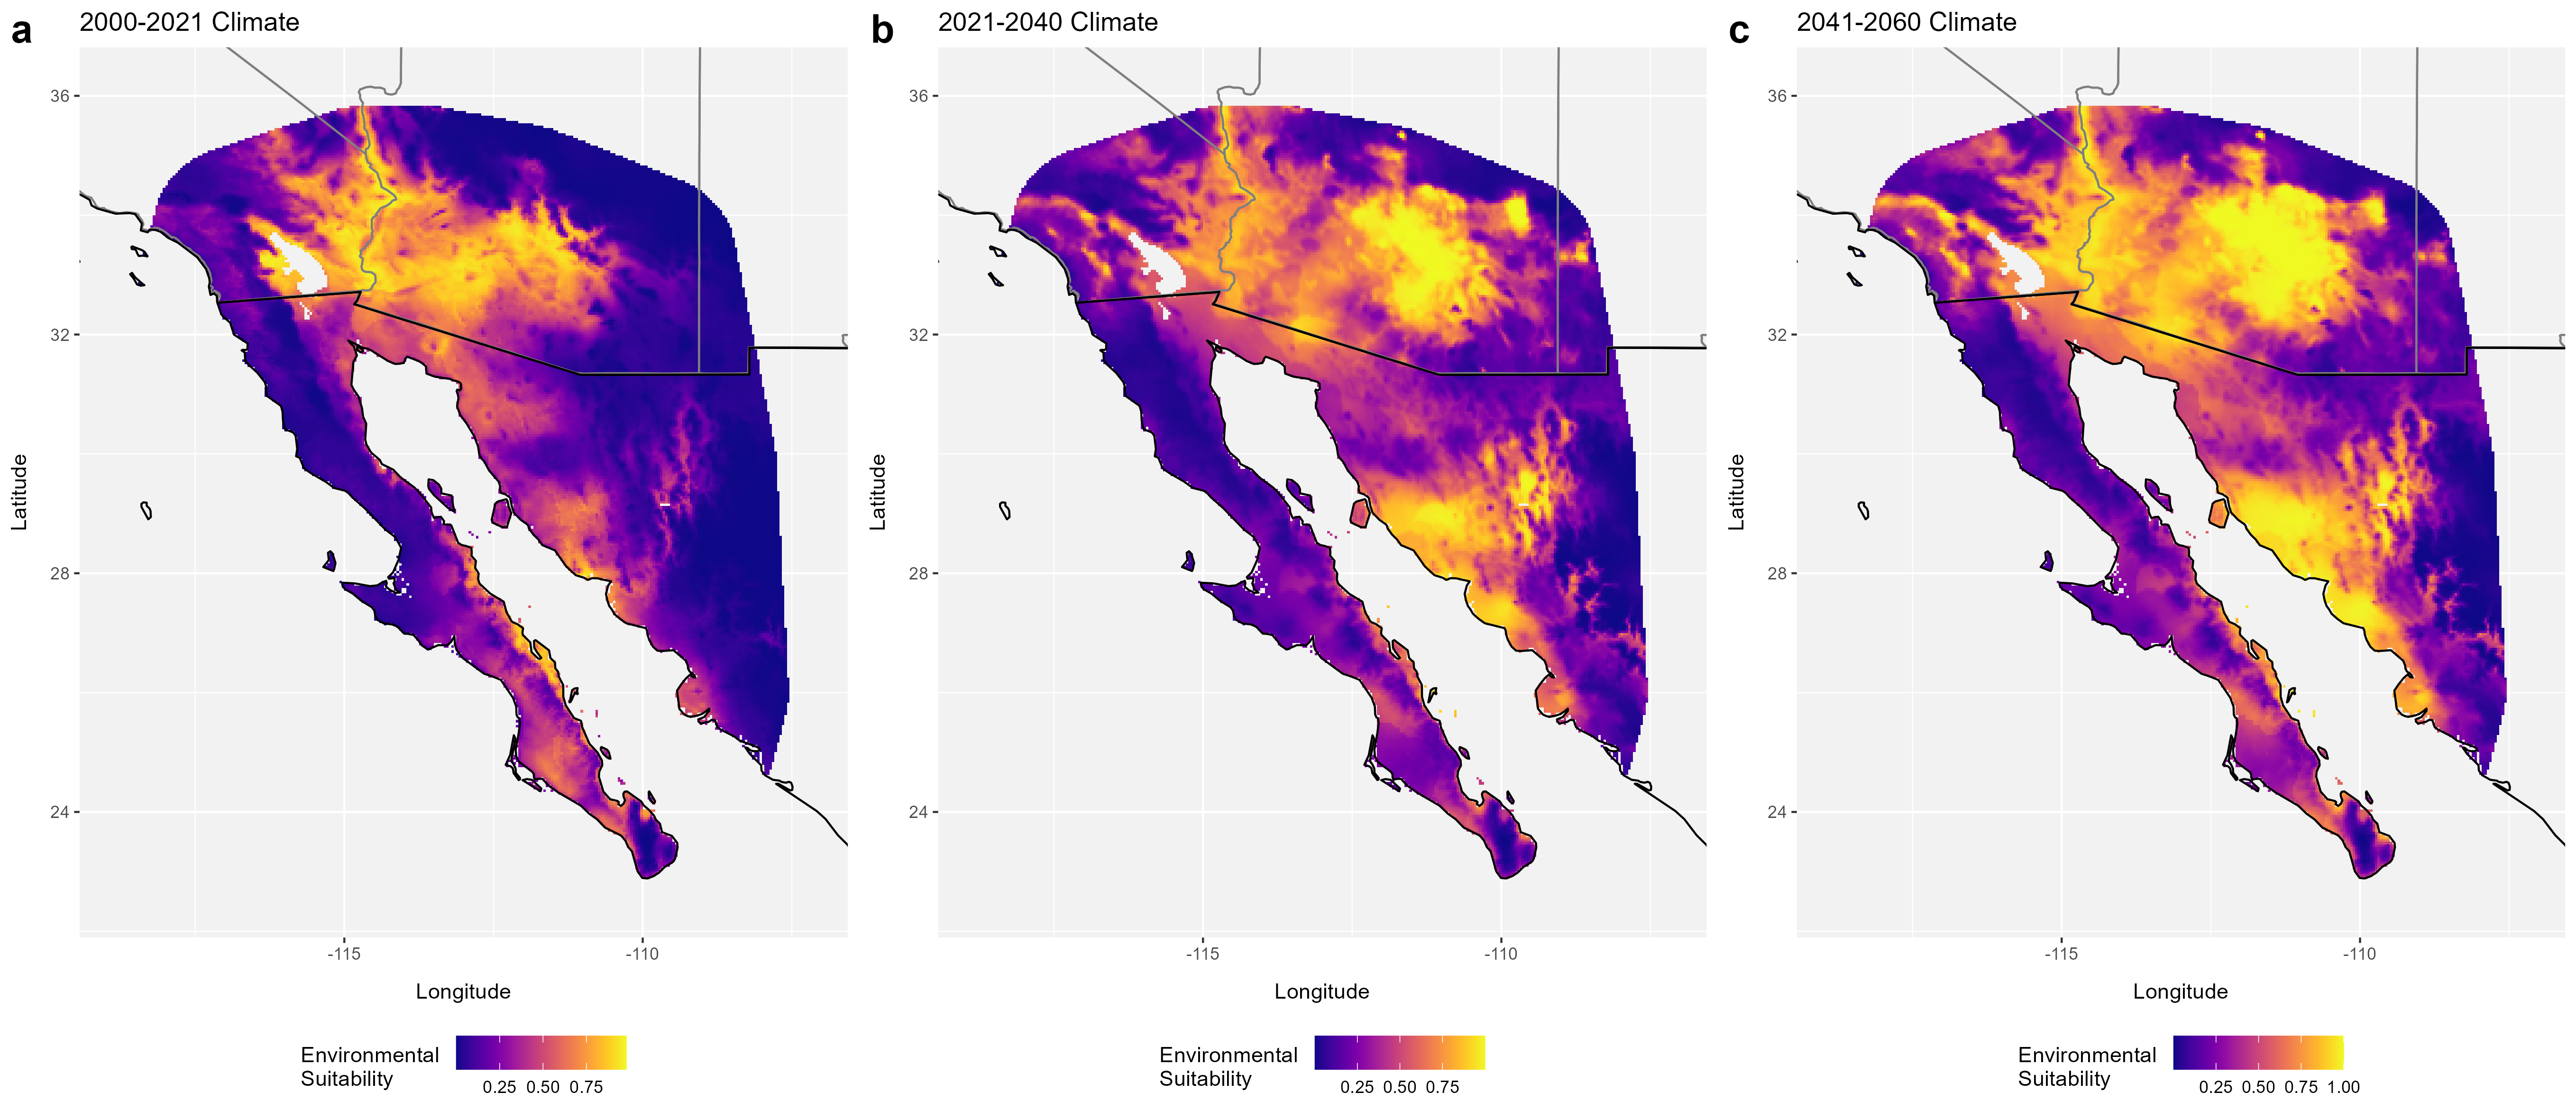 a
2000-2021 Climate
36
32
28
24
Latitude
-115
-110
Longitude
Environmental
Suitability
0.25 0.50 0.75
b
2021-2040 Climate
36
32
28
24
Latitude
-115
-110
Longitude
Environmental
Suitability
0.25 0.50 0.75
c
2041-2060 Climate
36
32
28
24
Latitude
-115
-110
Longitude
Environmental
Suitability
0.25 0.50 0.75 1.00